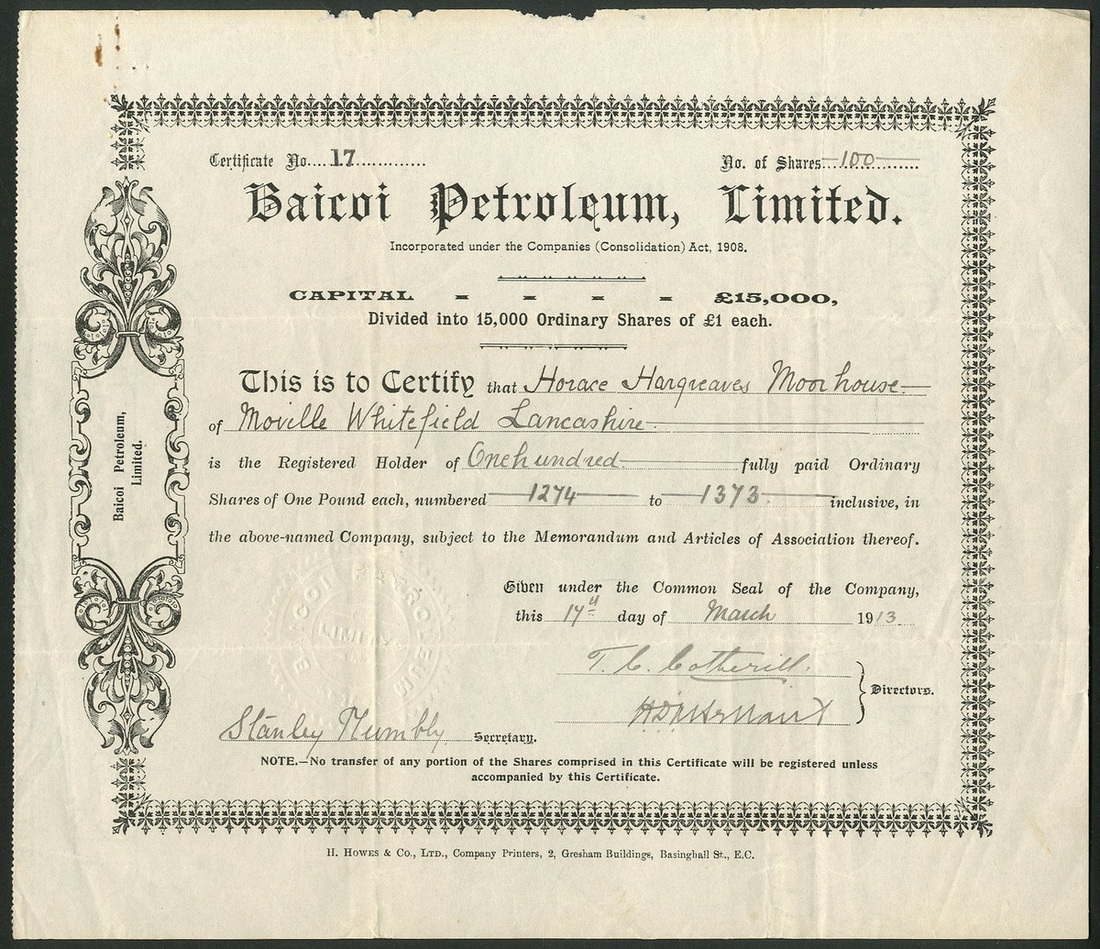 Certificate No.... 17.............
No. of Shares 100
Baicoi Petroleum, Limited.
Incorporated under the Companies (Consolidation) Act, 1908.
CAPITAL - - - - £15,000,
Divided into 15,000 Ordinary Shares of £1 each.
This is to Certify that Horace Hargreaves Moorhouse
of Moville Whitefield Lancashire
is the Registered Holder of One hundred fully paid Ordinary
Shares of One Pound each, numbered 1274 to 1373 inclusive, in
the above-named Company, subject to the Memorandum and Articles of Association thereof.
Given under the Common Seal of the Company,
this 17th day of March 1913
T. C. Cotterill.
Directors.
Stanley Secretary.
NOTE.—No transfer of any portion of the Shares comprised in this Certificate will be registered unless
accompanied by this Certificate.
H. HOWES & CO., LTD., Company Printers, 2, Gresham Buildings, Basinghall St., E.C.
Baicoi Petroleum,
Limited.
BAICOI PETROLEUM
LIMITED